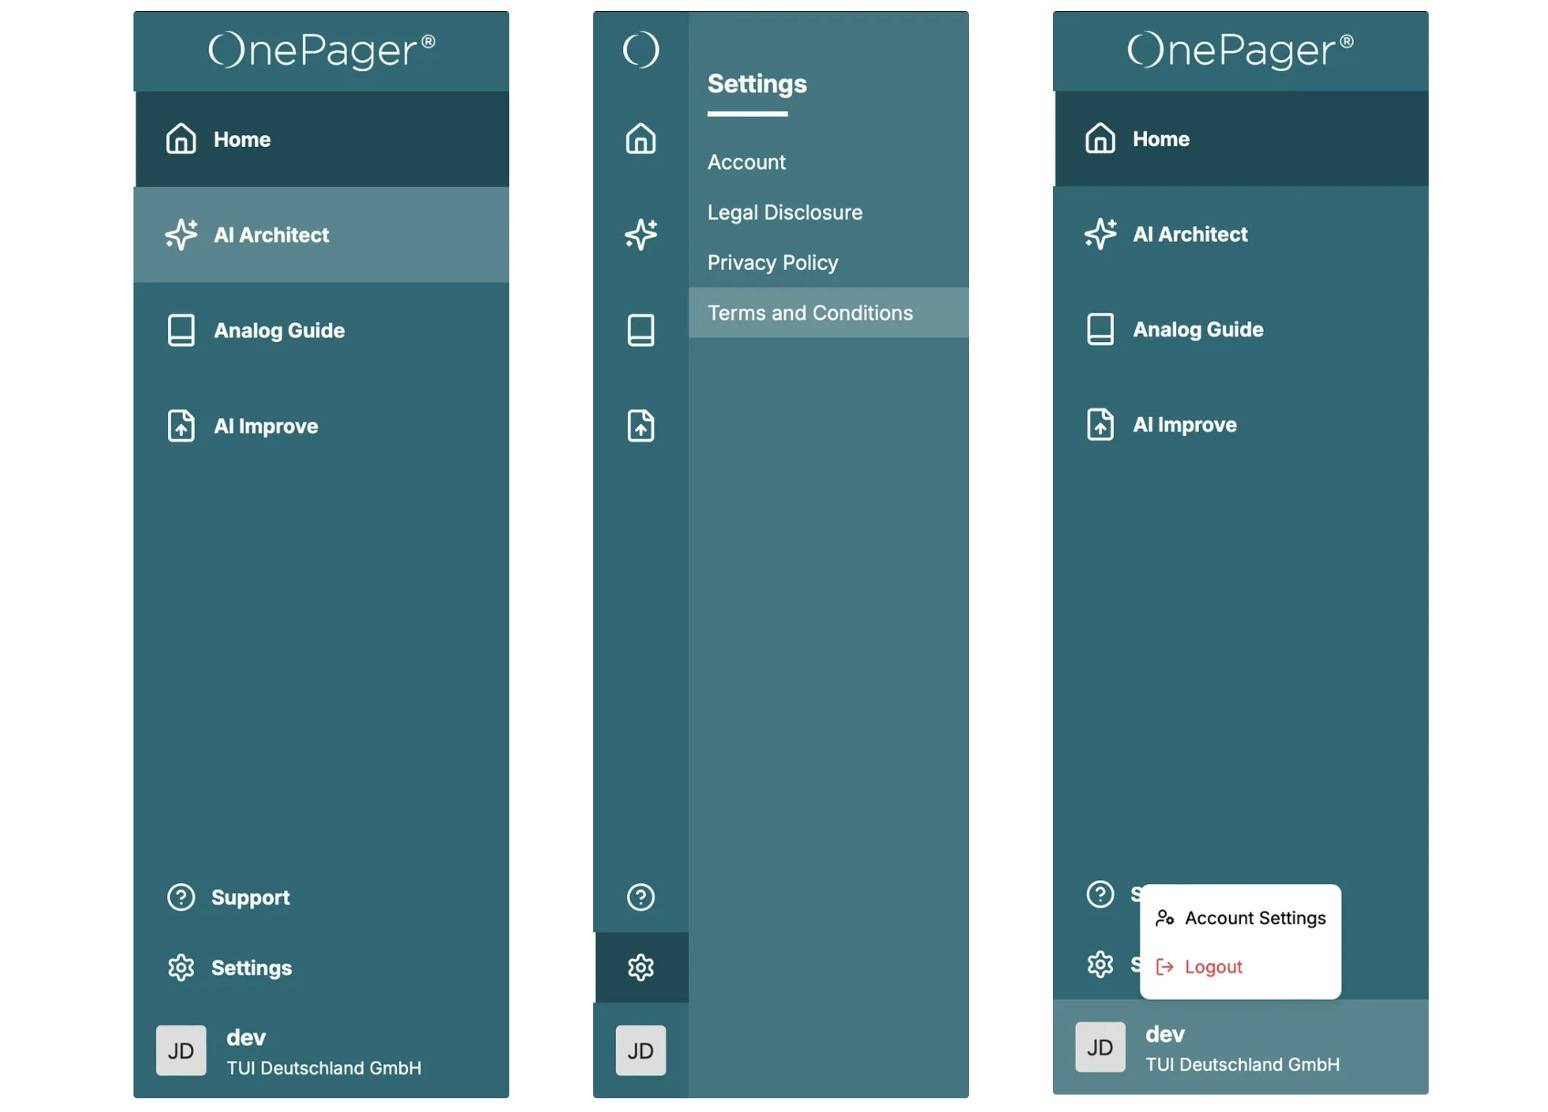 OnePager®
Home
AI Architect
Analog Guide
AI Improve
Support
Settings
JD
dev
TUI Deutschland GmbH
Settings
Account
Legal Disclosure
Privacy Policy
Terms and Conditions
JD
OnePager®
Home
AI Architect
Analog Guide
AI Improve
S
Account Settings
S
Logout
JD
dev
TUI Deutschland GmbH